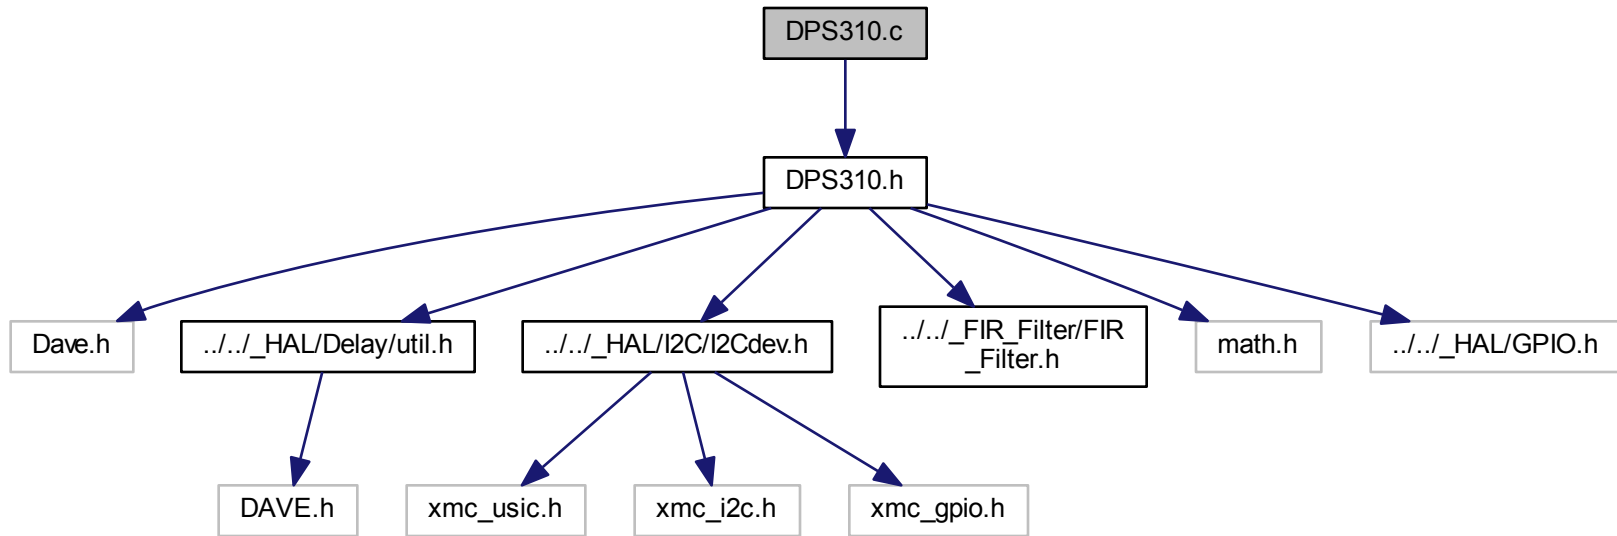 DPS310.c
DPS310.h
Dave.h
../../_HAL/Delay/util.h
../../_HAL/I2C/I2Cdev.h
../../_FIR_Filter/FIR
_Filter.h
math.h
../../_HAL/GPIO.h
DAVE.h
xmc_usic.h
xmc_i2c.h
xmc_gpio.h